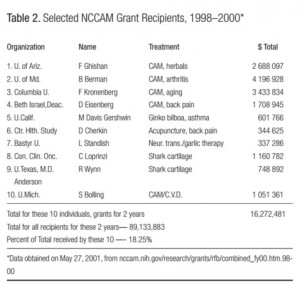 Table 2. Selected NCCAM Grant Recipients, 1998–2000*
Organization Name Treatment $ Total
1. U. of Ariz. F Ghishan CAM, herbals 2 688 097
2. U. of Md. B Berman CAM, arthritis 4 196 928
3. Columbia U. F Kronenberg CAM, aging 3 433 834
4. Beth Israel,Deac. D Eisenberg CAM, back pain 1 708 945
5. U.Calif. M Davis Gershwin Ginko bilboa, asthma 601 766
6. Ctr. Hlth. Study D Cherkin Acupuncture, back pain 344 625
7. Bastyr U. L Standish Neur. trans./garlic therapy 337 286
8. Con. Clin. Onc. C Loprinzi Shark cartilage 1 160 782
9. U.Texas, M.D. R Wynn Shark cartilage 748 892
Anderson
10. U.Mich. S Bolling CAM/C.V.D. 1 051 361
Total for these 10 individuals, grants for 2 years 16,272,481
Total for all recipients for these 2 years— 89,133,883
Percent of Total received by these 10 —- 18.25%
*Data obtained on May 27, 2001, from nccam.nih.gov/research/grants/rfb/combined_fy00.htm.98-
00